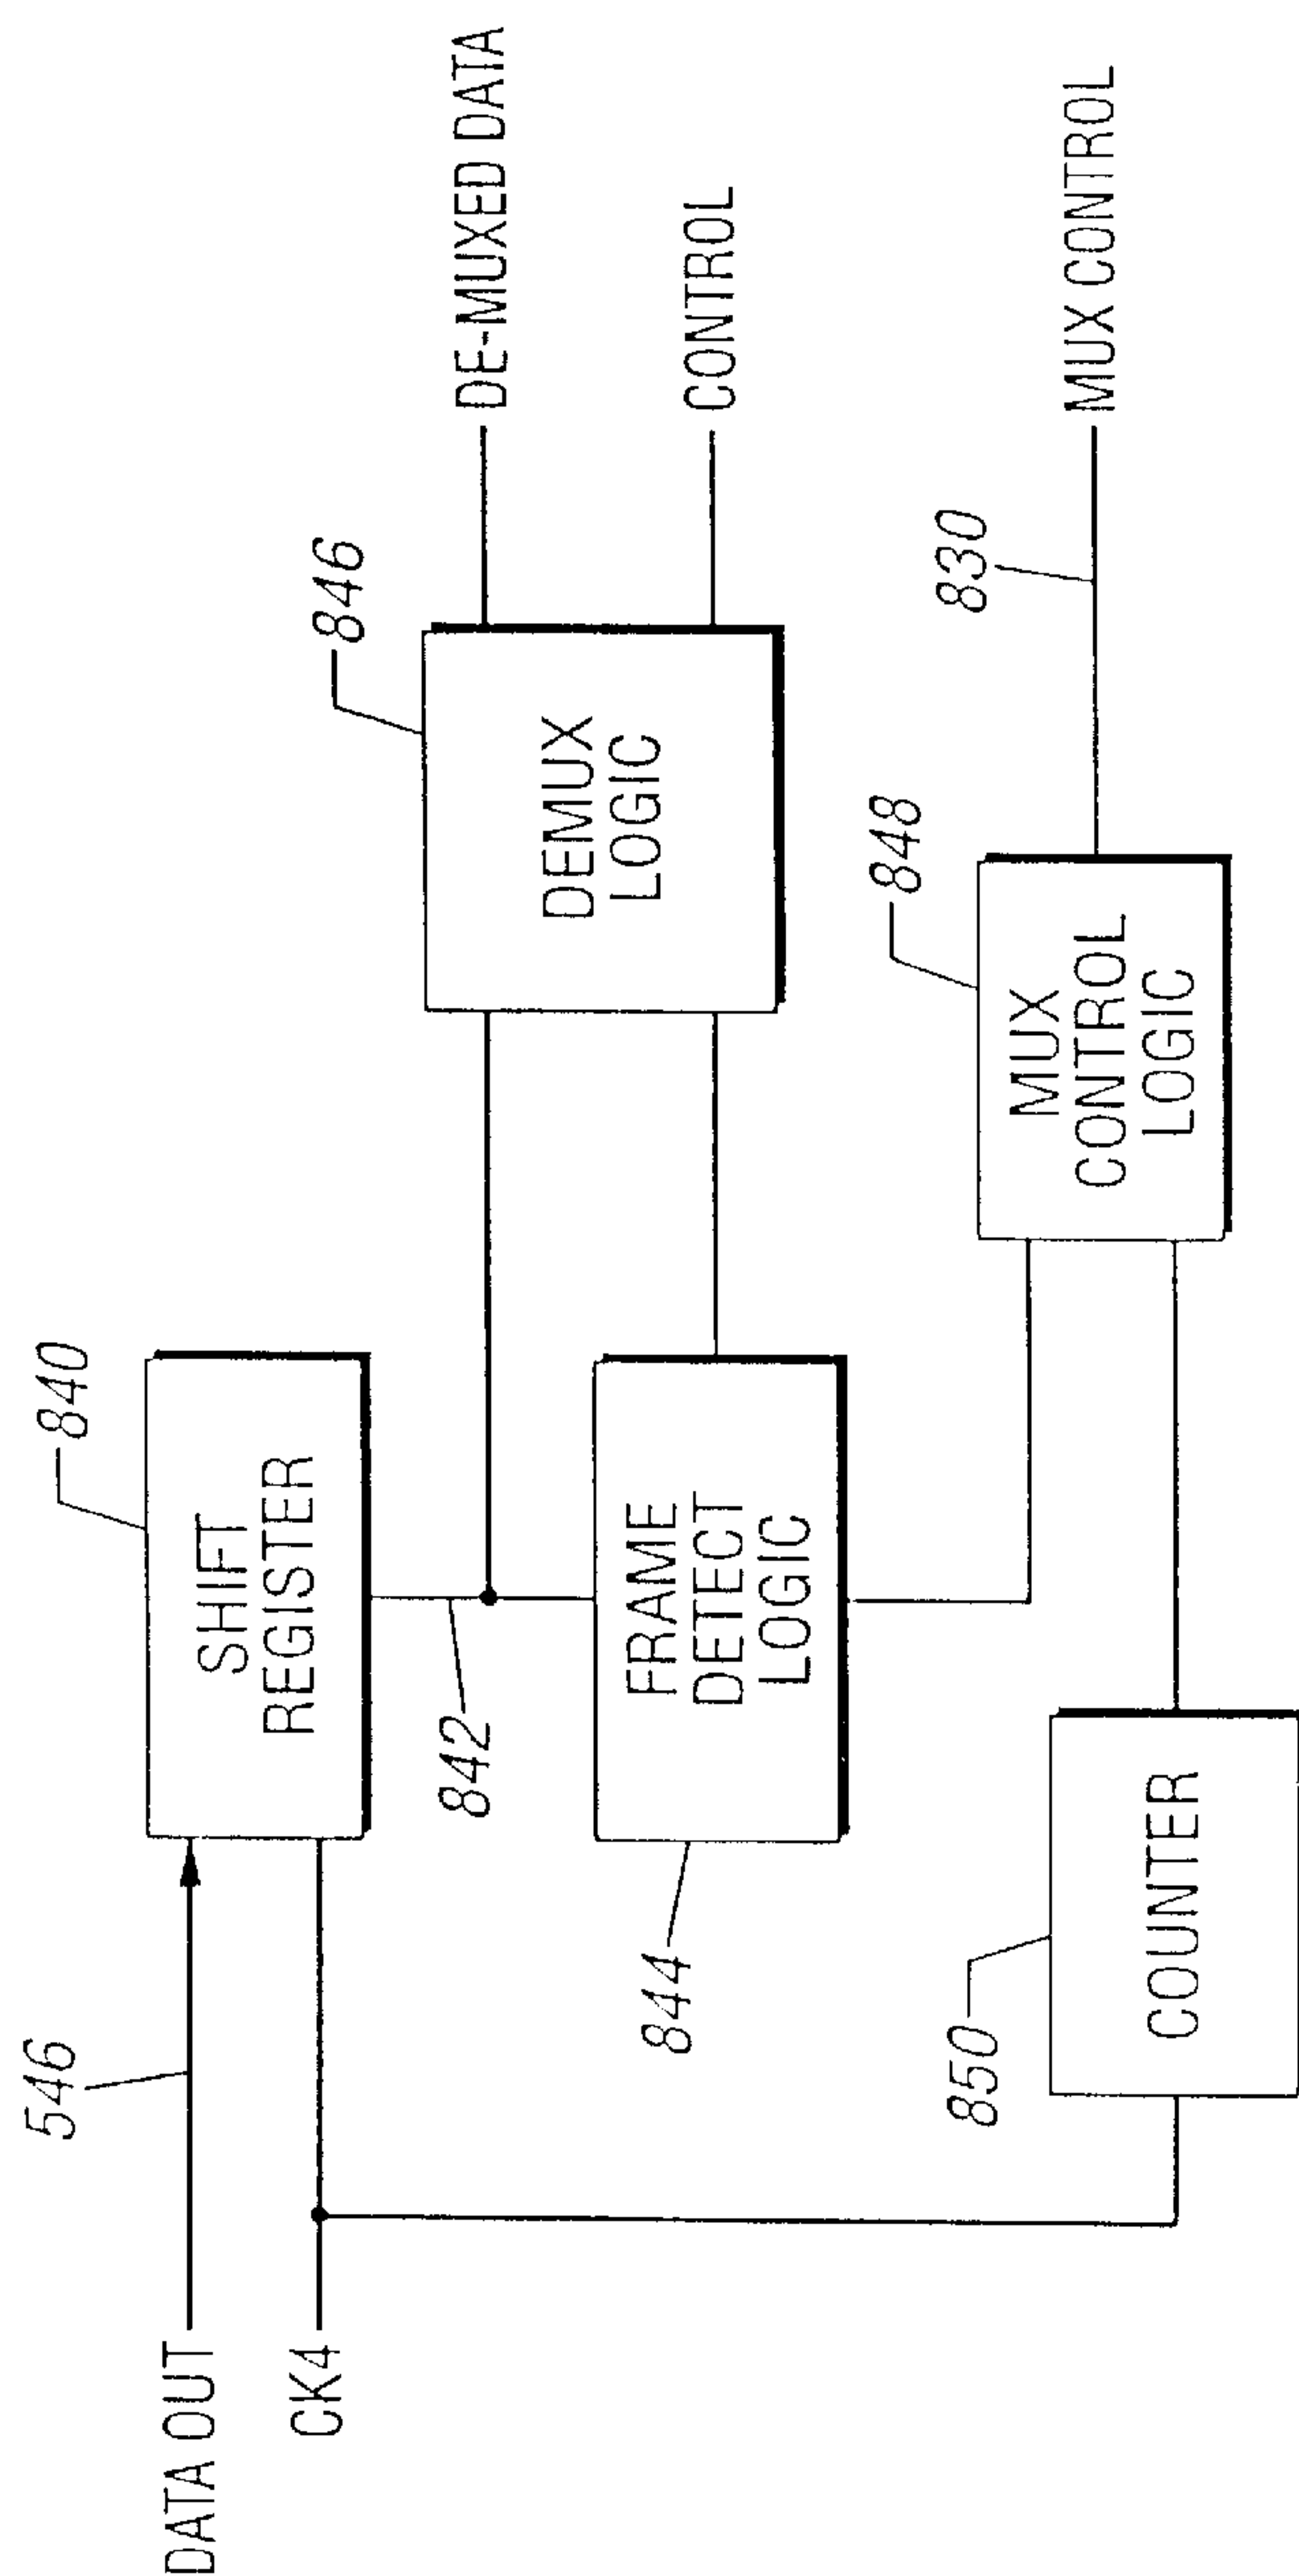 DATA OUT
546
CK4
840
SHIFT
REGISTER
842
844
FRAME
DETECT
LOGIC
846
DEMUX
LOGIC
DE-MUXED DATA
CONTROL
850
COUNTER
848
MUX
CONTROL
LOGIC
830
MUX CONTROL